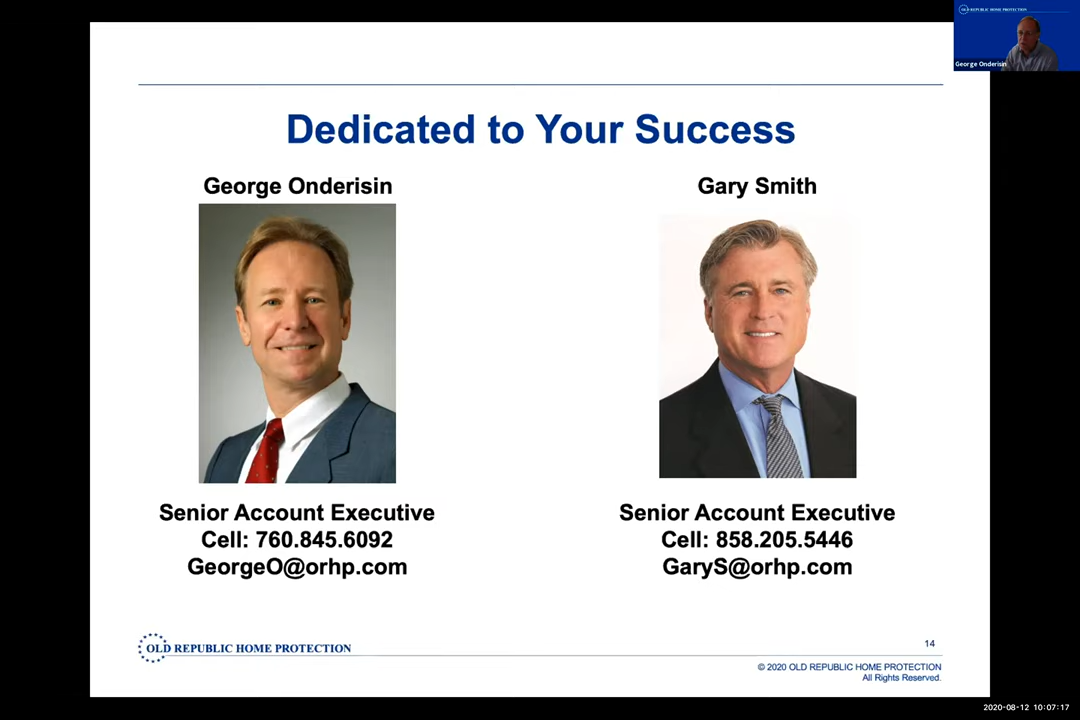 OLD REPUBLIC HOME PROTECTION
George Onderisin
Dedicated to Your Success
George Onderisin
Gary Smith
Senior Account Executive
Cell: 760.845.6092
GeorgeO@orhp.com
Senior Account Executive
Cell: 858.205.5446
GaryS@orhp.com
OLD REPUBLIC HOME PROTECTION
14
© 2020 OLD REPUBLIC HOME PROTECTION
All Rights Reserved.
2020-08-12 10:07:17